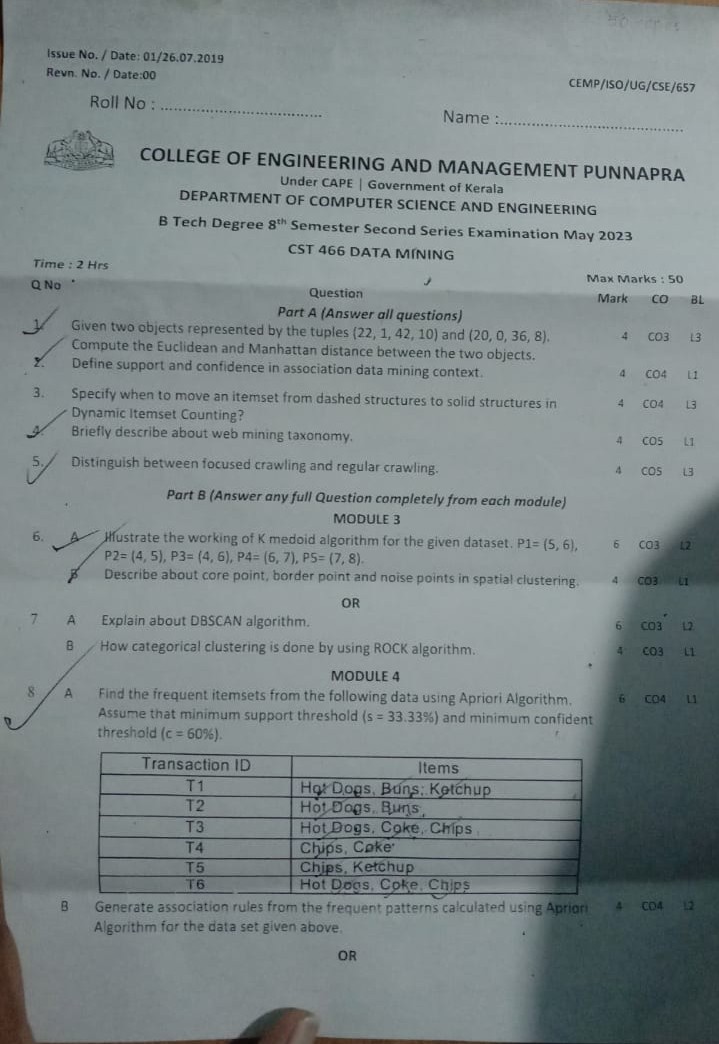 Issue No. / Date: 01/26.07.2019
Revn. No. / Date:00
CEMP/ISO/UG/CSE/657
Roll No : ..................................
Name :......................................
COLLEGE OF ENGINEERING AND MANAGEMENT PUNNAPRA
Under CAPE | Government of Kerala
DEPARTMENT OF COMPUTER SCIENCE AND ENGINEERING
B Tech Degree 8th Semester Second Series Examination May 2023
CST 466 DATA MINING
Time : 2 Hrs Max Marks : 50
Q No Question Mark CO BL
Part A (Answer all questions)
1. Given two objects represented by the tuples (22, 1, 42, 10) and (20, 0, 36, 8). 4 CO3 L3
Compute the Euclidean and Manhattan distance between the two objects.
2. Define support and confidence in association data mining context. 4 CO4 L1
3. Specify when to move an itemset from dashed structures to solid structures in 4 CO4 L3
Dynamic Itemset Counting?
4. Briefly describe about web mining taxonomy. 4 CO5 L1
5. Distinguish between focused crawling and regular crawling. 4 CO5 L3
Part B (Answer any full Question completely from each module)
MODULE 3
6. A Illustrate the working of K medoid algorithm for the given dataset. P1= (5, 6), 6 CO3 L2
P2= (4, 5), P3= (4, 6), P4= (6, 7), P5= (7, 8).
B Describe about core point, border point and noise points in spatial clustering. 4 CO3 L1
OR
7 A Explain about DBSCAN algorithm. 6 CO3 L2
B How categorical clustering is done by using ROCK algorithm. 4 CO3 L1
MODULE 4
8 A Find the frequent itemsets from the following data using Apriori Algorithm. 6 CO4 L1
Assume that minimum support threshold (s = 33.33%) and minimum confident
threshold (c = 60%).
Transaction ID Items
T1 Hot Dogs, Buns, Ketchup
T2 Hot Dogs, Buns
T3 Hot Dogs, Coke, Chips
T4 Chips, Coke
T5 Chips, Ketchup
T6 Hot Dogs, Coke, Chips
B Generate association rules from the frequent patterns calculated using Apriori 4 CO4 L2
Algorithm for the data set given above.
OR